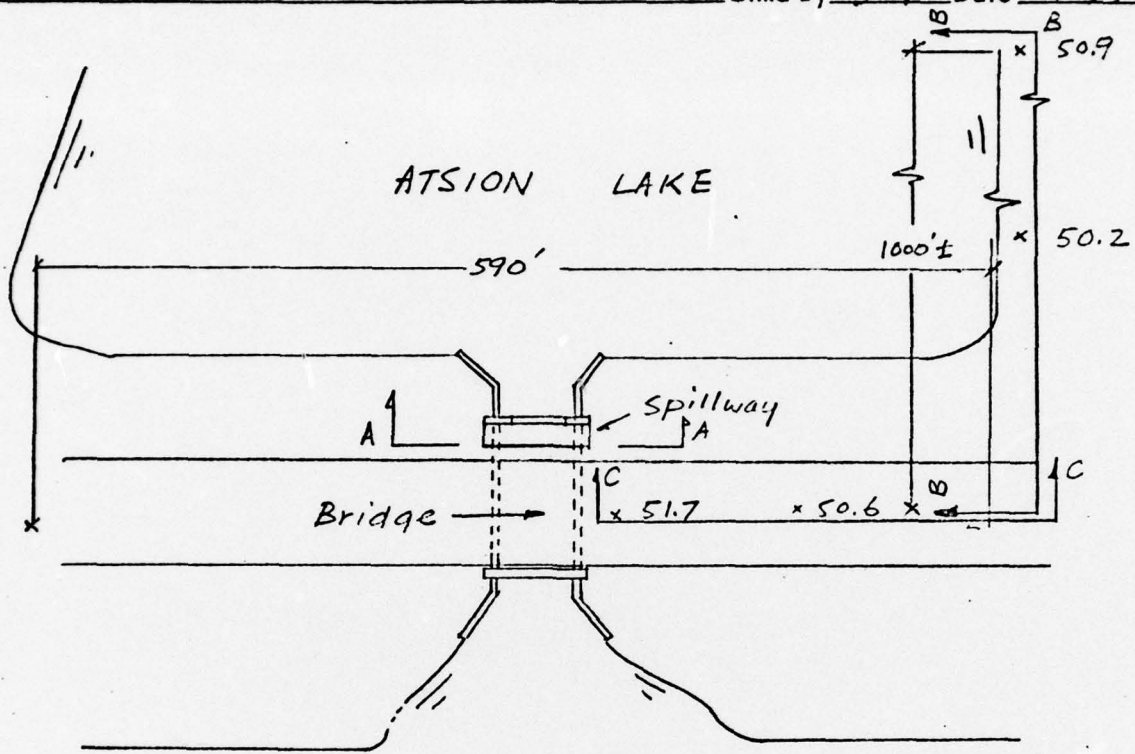 B B
50.9
ATSION LAKE
50.2
590' 1000'±
Spillway
A A
C C
B
Bridge 51.7 50.6